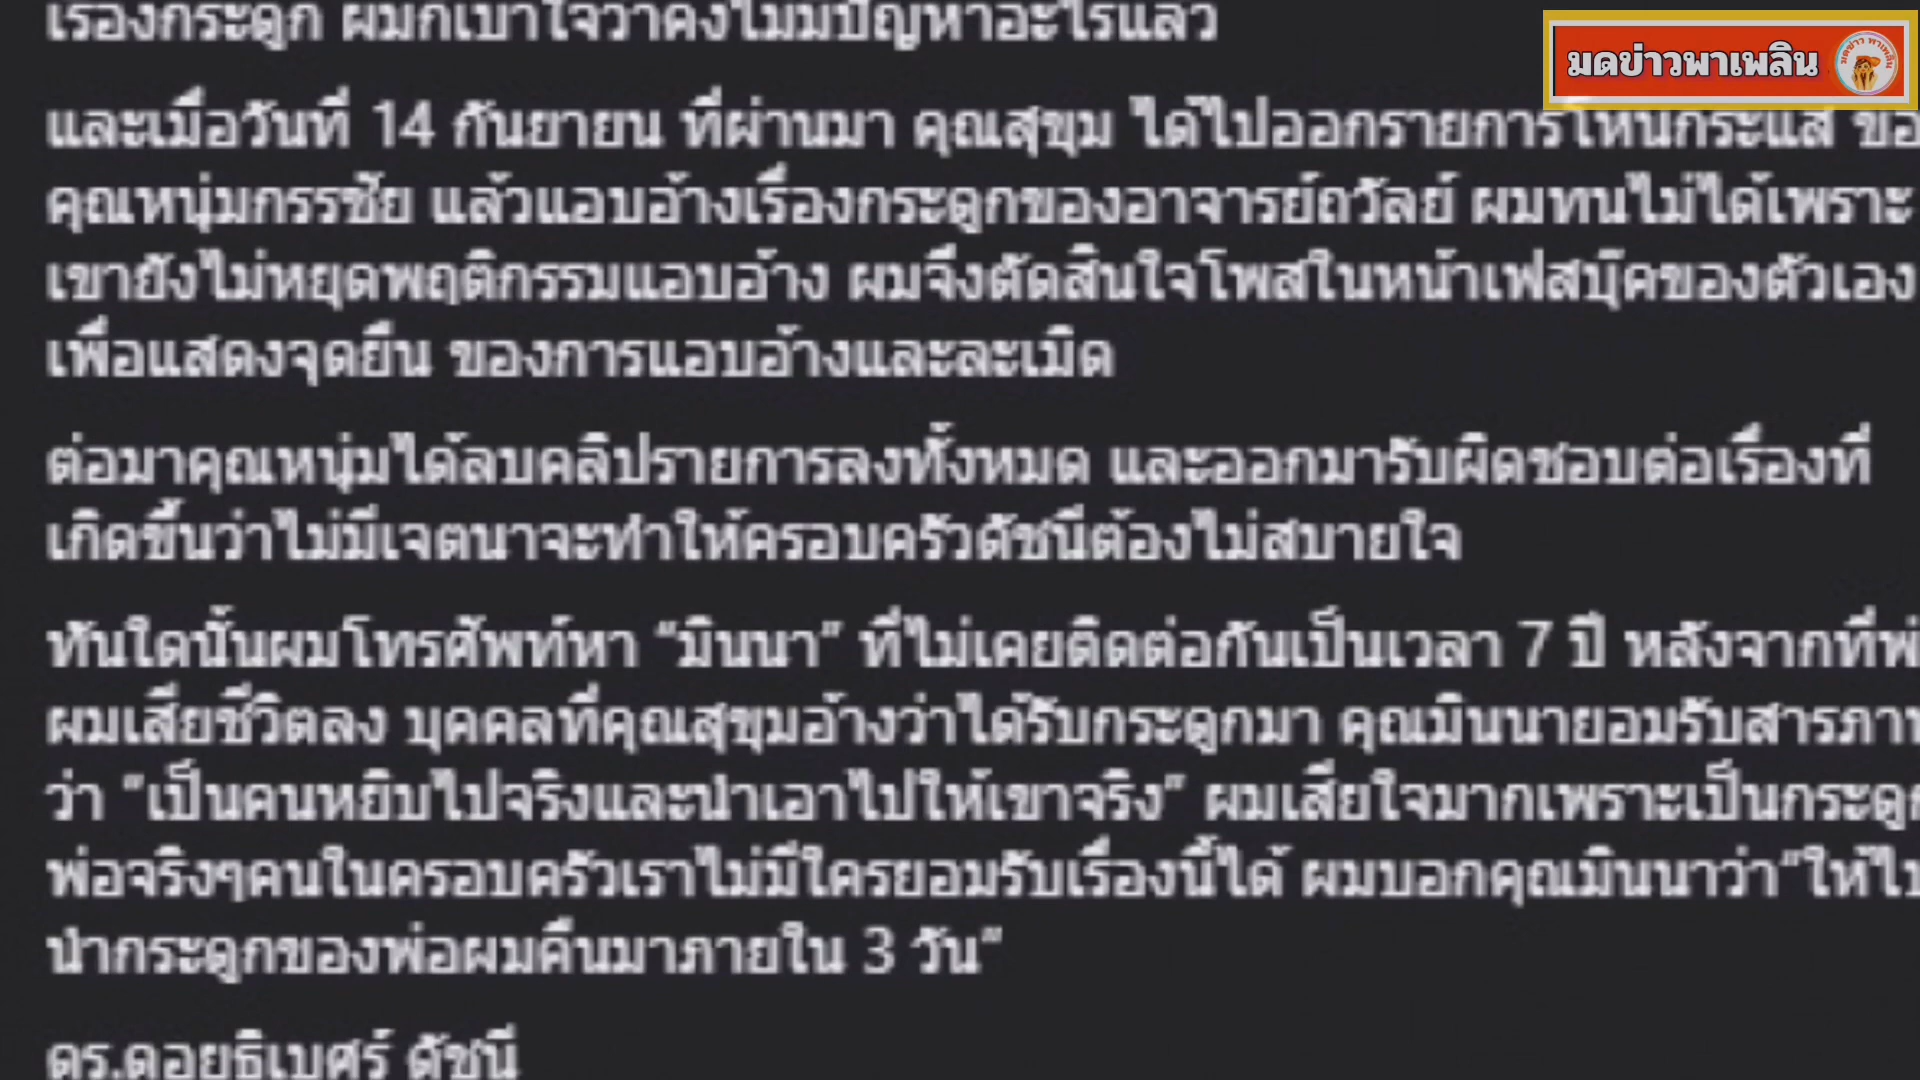 เรื่องกระดูก ผมก็เบาใจว่าคงไม่มีปัญหาอะไรแล้ว
มดข่าวพาเพลิน
มดข่าว พาเพลิน
และเมื่อวันที่ 14 กันยายน ที่ผ่านมา คุณสุขุม ได้ไปออกรายการโหนกระแส ขอ
คุณหนุ่มกรรชัย แล้วแอบอ้างเรื่องกระดูกของอาจารย์ถวัลย์ ผมทนไม่ได้เพราะ
เขายังไม่หยุดพฤติกรรมแอบอ้าง ผมจึงตัดสินใจโพสในหน้าเฟสบุ๊คของตัวเอง
เพื่อแสดงจุดยืน ของการแอบอ้างและละเมิด
ต่อมาคุณหนุ่มได้ลบคลิปรายการลงทั้งหมด และออกมารับผิดชอบต่อเรื่องที่
เกิดขึ้นว่าไม่มีเจตนาจะทำให้ครอบครัวดัชนีต้องไม่สบายใจ
ทันใดนั้นผมโทรศัพท์หา “มินนา” ที่ไม่เคยติดต่อกันเป็นเวลา 7 ปี หลังจากที่พ่
ผมเสียชีวิตลง บุคคลที่คุณสุขุมอ้างว่าได้รับกระดูกมา คุณมินนายอมรับสารภาพ
ว่า “เป็นคนหยิบไปจริงและนำเอาไปให้เขาจริง” ผมเสียใจมากเพราะเป็นกระดูก
พ่อจริงๆคนในครอบครัวเราไม่มีใครยอมรับเรื่องนี้ได้ ผมบอกคุณมินนาว่า“ให้ไป
นำกระดูกของพ่อผมคืนมาภายใน 3 วัน“
ดร.ดอยธิเบศร์ ดัชนี